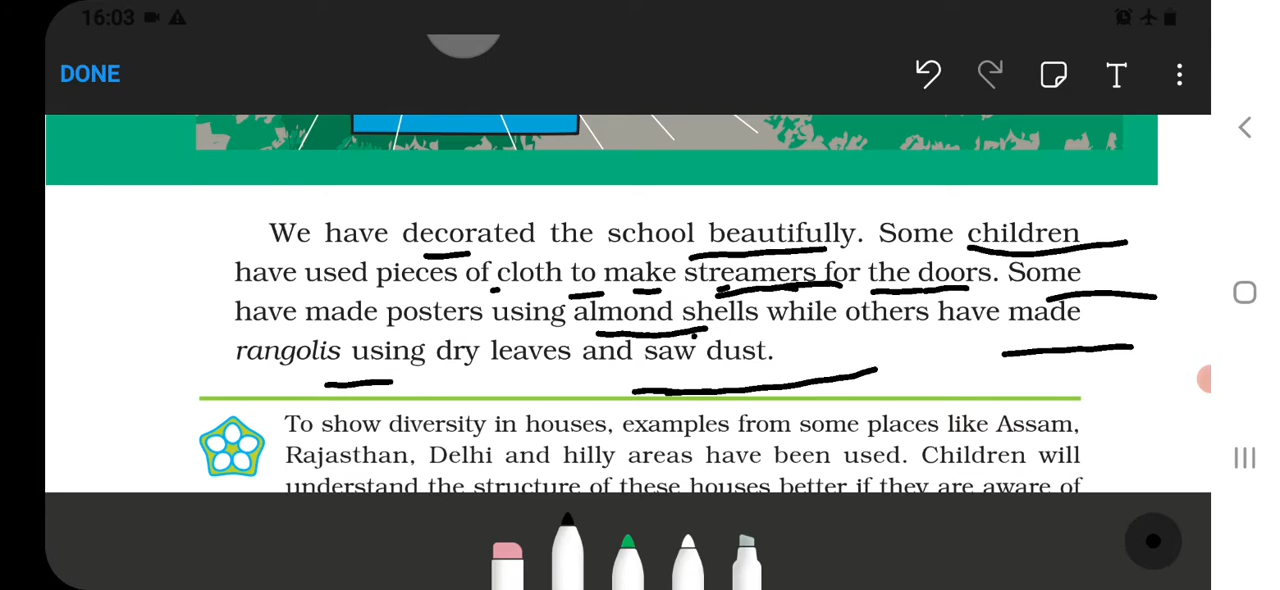 16:03
DONE
We have decorated the school beautifully. Some children
have used pieces of cloth to make streamers for the doors. Some
have made posters using almond shells while others have made
rangolis using dry leaves and saw dust.
To show diversity in houses, examples from some places like Assam,
Rajasthan, Delhi and hilly areas have been used. Children will
understand the structure of these houses better if they are aware of